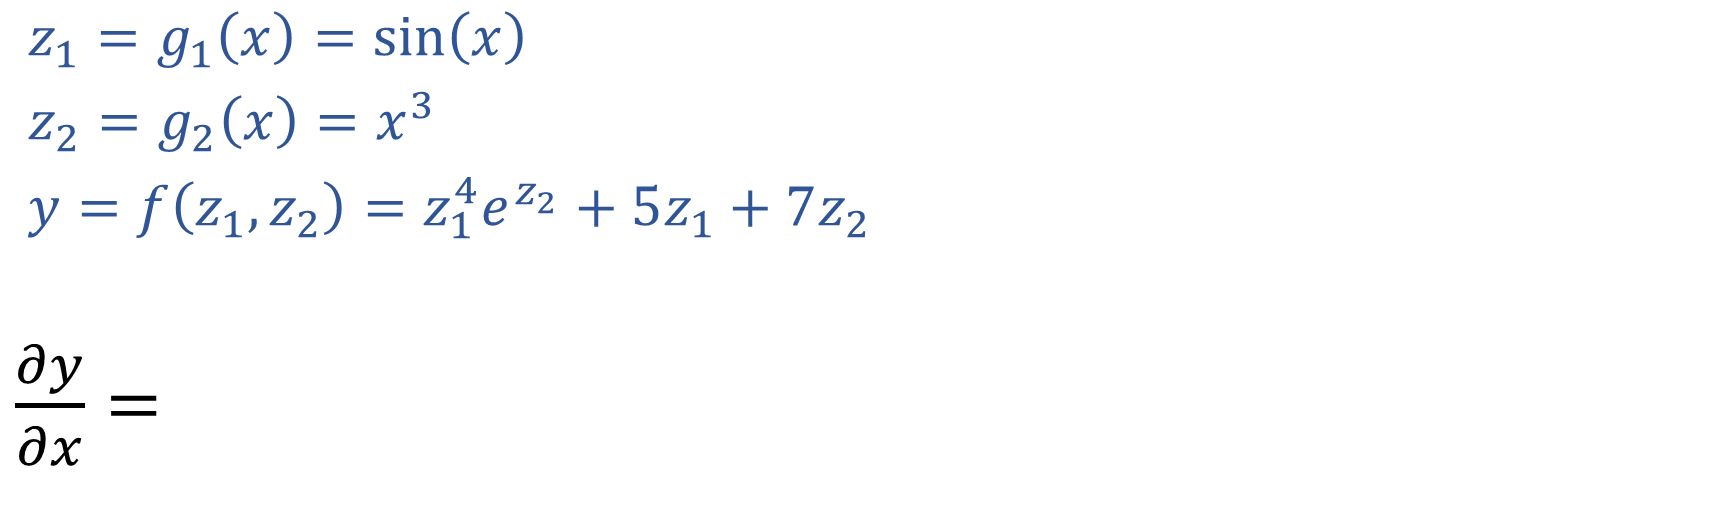 z₁ = g₁(x) = sin(x)
z₂ = g₂(x) = x³
y = f(z₁, z₂) = z₁⁴e^{z₂} + 5z₁ + 7z₂
∂y/∂x =